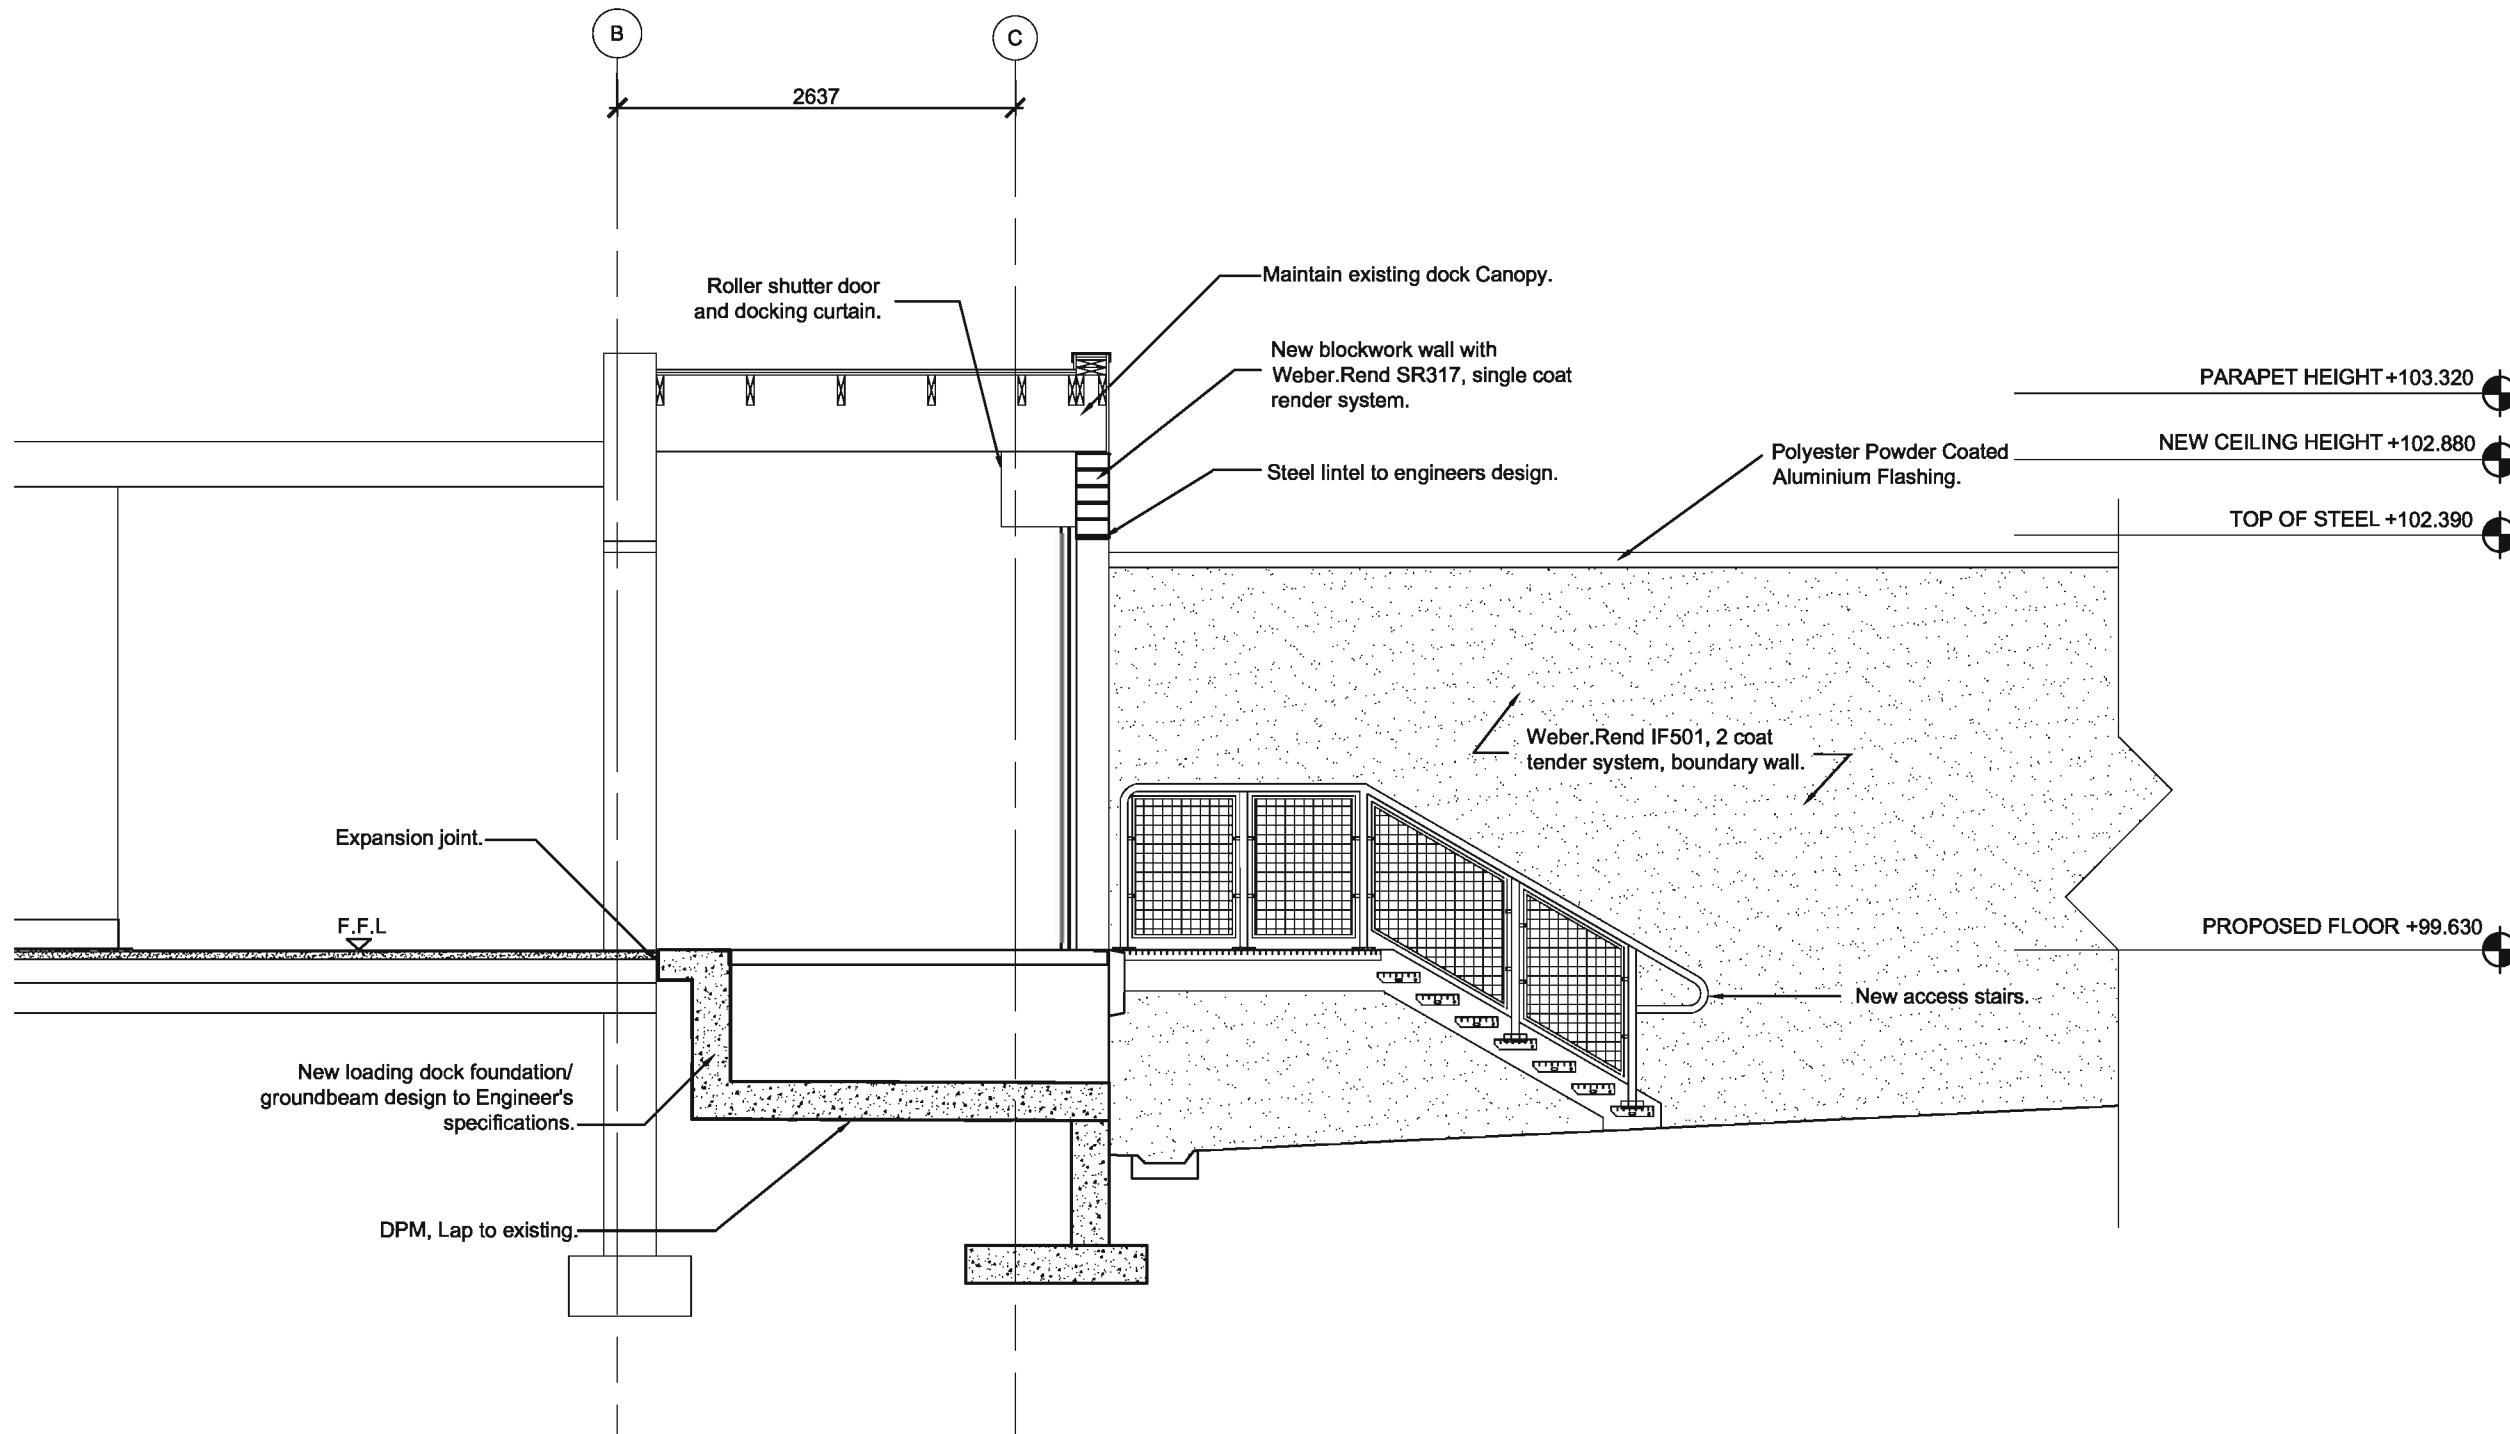 B
C
2637
Roller shutter door
and docking curtain.
Maintain existing dock Canopy.
New blockwork wall with
Weber.Rend SR317, single coat
render system.
Steel lintel to engineers design.
Polyester Powder Coated
Aluminium Flashing.
PARAPET HEIGHT +103.320
NEW CEILING HEIGHT +102.880
TOP OF STEEL +102.390
Weber.Rend IF501, 2 coat
tender system, boundary wall.
Expansion joint.
F.F.L
PROPOSED FLOOR +99.630
New access stairs.
New loading dock foundation/
groundbeam design to Engineer's
specifications.
DPM, Lap to existing.